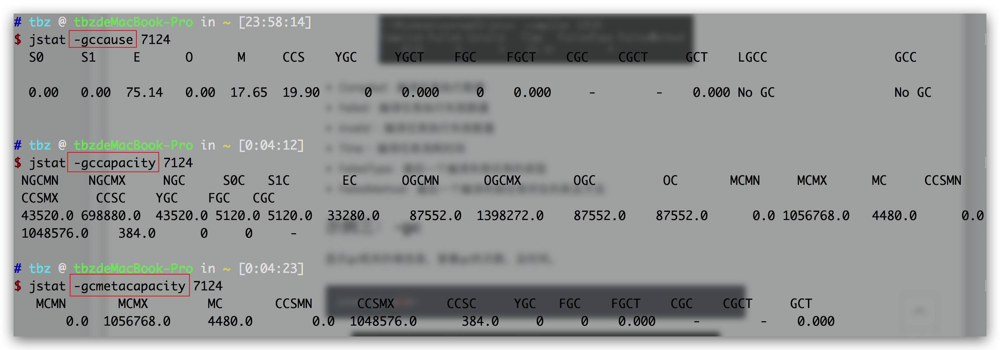 # tbz @ tbzdeMacBook-Pro in ~ [23:58:14]
$ jstat -gccause 7124
S0 S1 E O M CCS YGC YGCT FGC FGCT CGC CGCT GCT LGCC GCC
0.00 0.00 75.14 0.00 17.65 19.90 0 0.000 0 0.000 - - 0.000 No GC No GC
# tbz @ tbzdeMacBook-Pro in ~ [0:04:12]
$ jstat -gccapacity 7124
NGCMN NGCMX NGC S0C S1C EC OGCMN OGCMX OGC OC MCMN MCMX MC CCSMN
CCSMX CCSC YGC FGC CGC
43520.0 698880.0 43520.0 5120.0 5120.0 33280.0 87552.0 1398272.0 87552.0 87552.0 0.0 1056768.0 4480.0 0.0
1048576.0 384.0 0 0 -
# tbz @ tbzdeMacBook-Pro in ~ [0:04:23]
$ jstat -gcmetacapacity 7124
MCMN MCMX MC CCSMN CCSMX CCSC YGC FGC FGCT CGC CGCT GCT
0.0 1056768.0 4480.0 0.0 1048576.0 384.0 0 0 0.000 - - 0.000